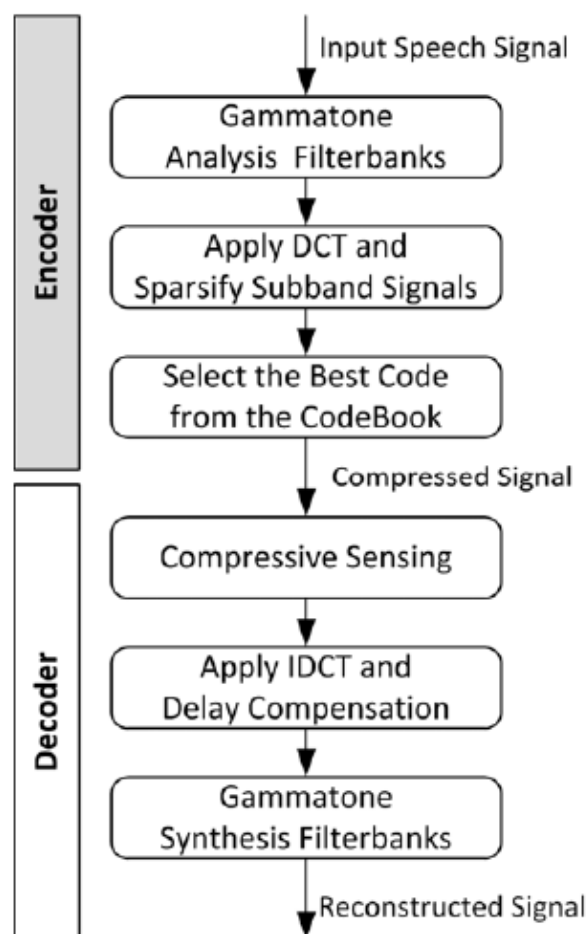 Input Speech Signal
Gammatone
Analysis Filterbanks
Apply DCT and
Sparsify Subband Signals
Select the Best Code
from the CodeBook
Encoder
Compressed Signal
Compressive Sensing
Apply IDCT and
Delay Compensation
Gammatone
Synthesis Filterbanks
Decoder
Reconstructed Signal